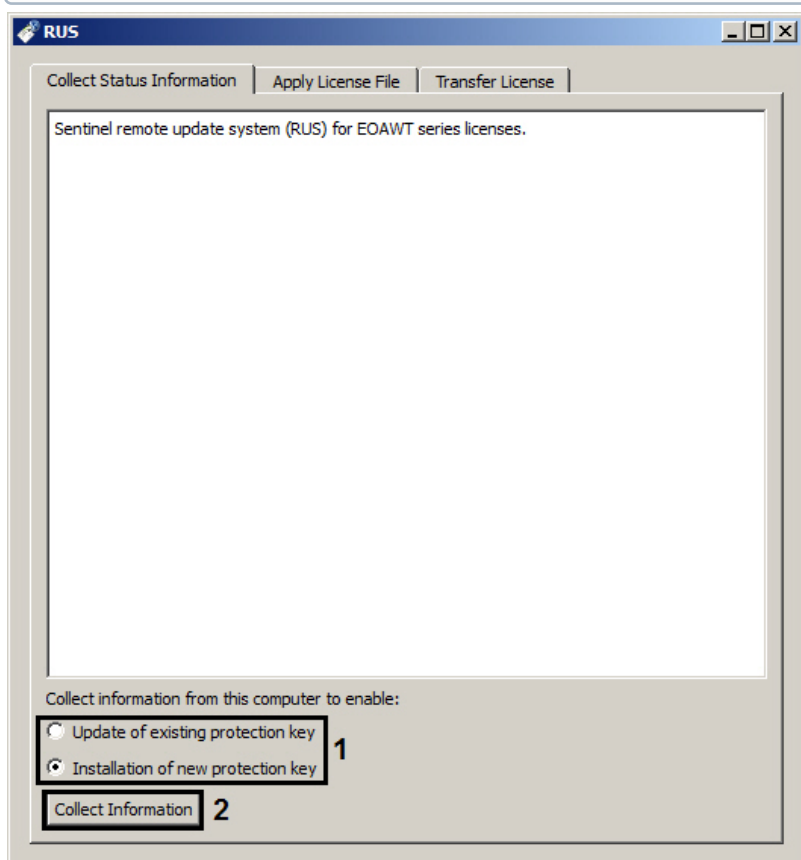 RUS
Collect Status Information Apply License File Transfer License
Sentinel remote update system (RUS) for EOAWT series licenses.
Collect information from this computer to enable:
Update of existing protection key
1
Installation of new protection key
Collect Information 2